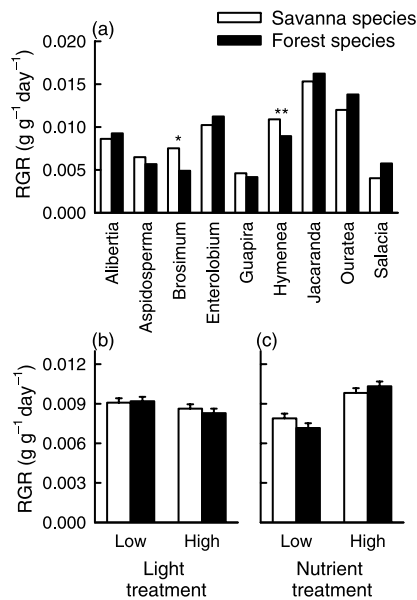 (a)
Savanna species
Forest species
RGR (g g⁻¹ day⁻¹)
0.020
0.015
0.010
0.005
0.000
*
**
Alibertia
Aspidosperma
Brosimum
Enterolobium
Guapira
Hymenea
Jacaranda
Ouratea
Salacia
(b)
(c)
RGR (g g⁻¹ day⁻¹)
0.012
0.009
0.006
0.003
0.000
Low High
Low High
Light
treatment
Nutrient
treatment